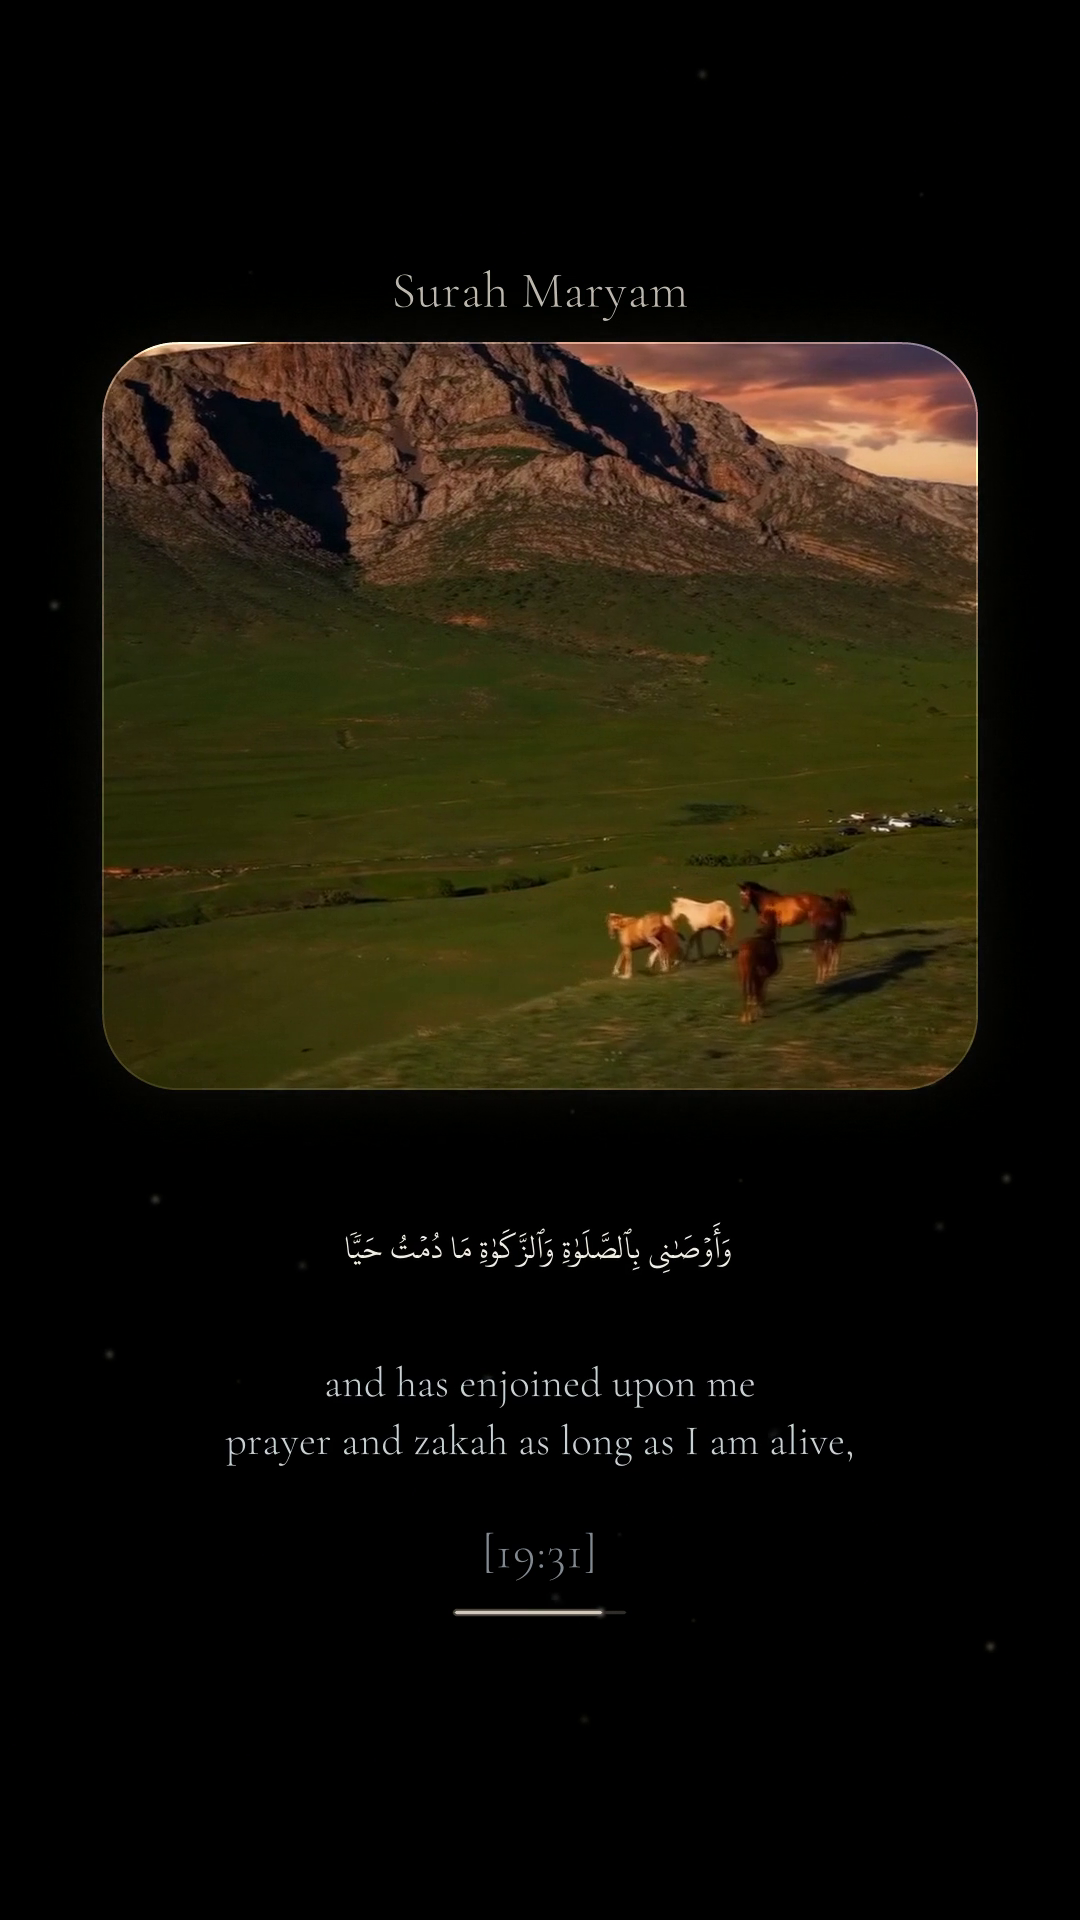 Surah Maryam
وَأَوْصَـٰنِى بِٱلصَّلَوٰةِ وَٱلزَّكَوٰةِ مَا دُمْتُ حَيًّا
and has enjoined upon me
prayer and zakah as long as I am alive,
[19:31]